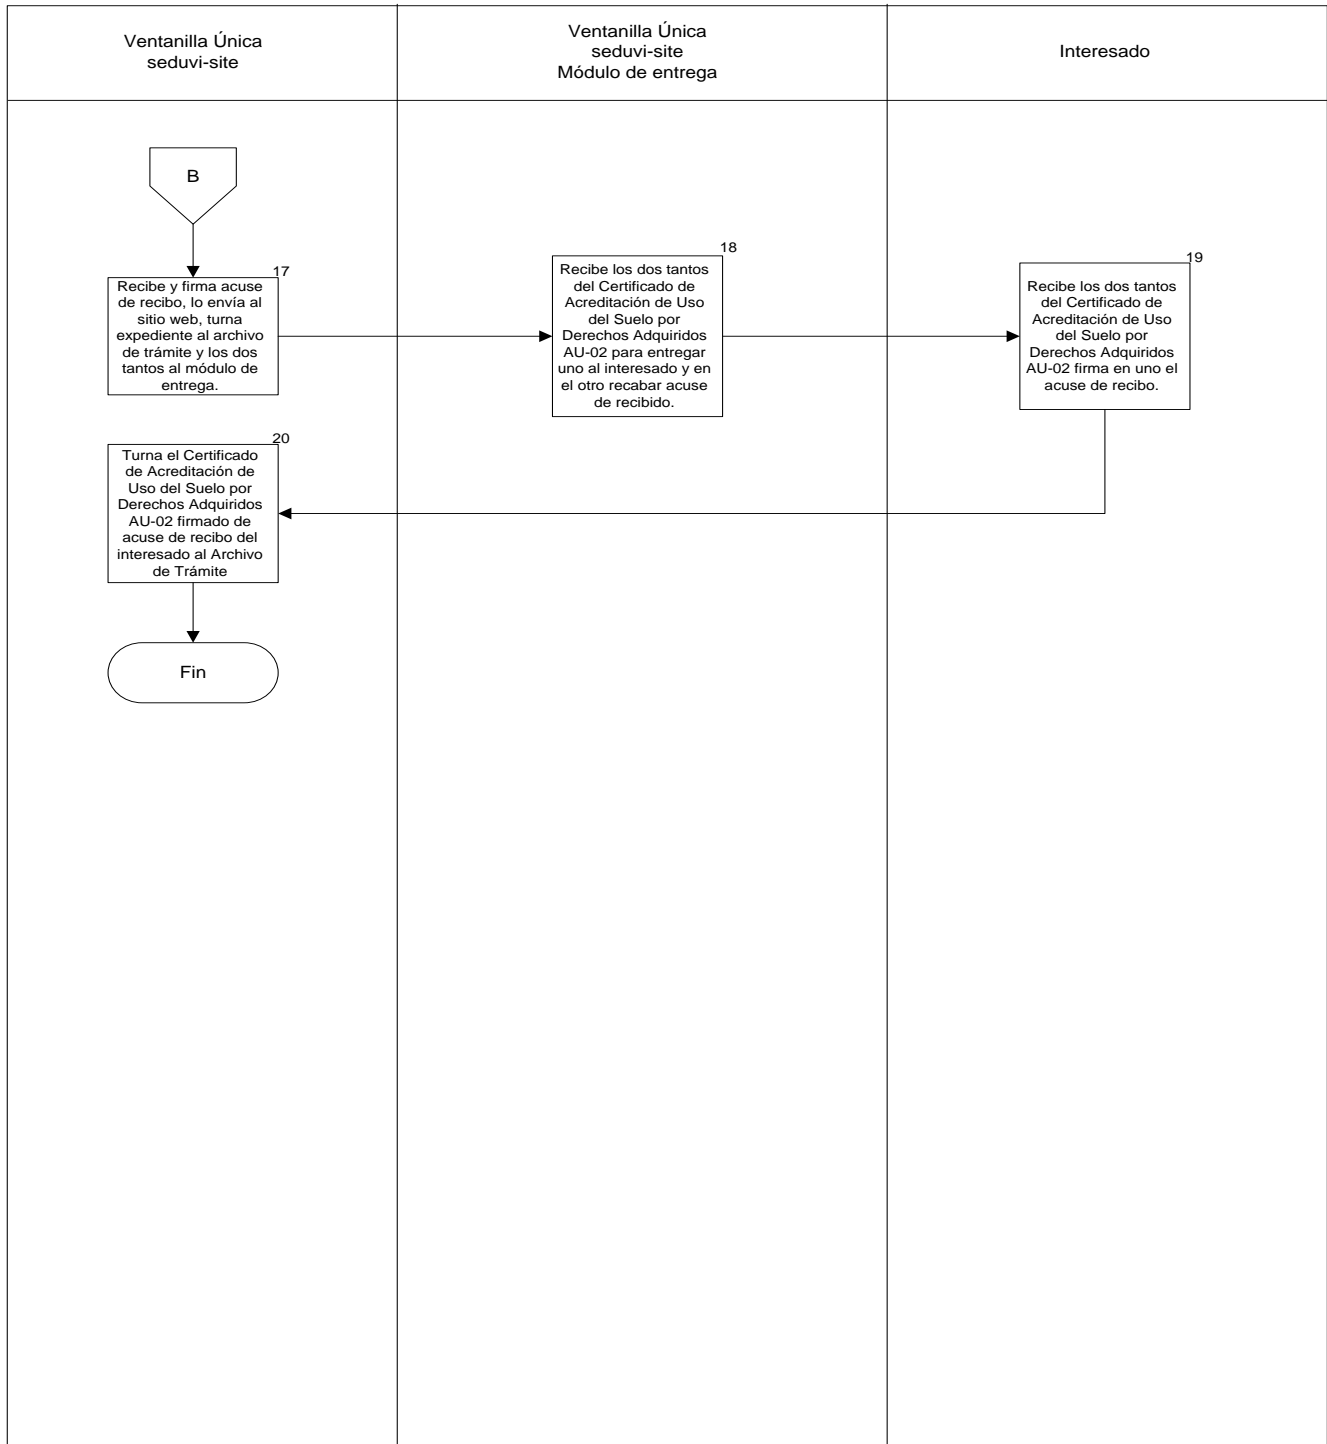 Ventanilla Única
seduvi-site
Ventanilla Única
seduvi-site
Módulo de entrega
Interesado
B
17
Recibe y firma acuse
de recibo, lo envía al
sitio web, turna
expediente al archivo
de trámite y los dos
tantos al módulo de
entrega.
18
Recibe los dos tantos
del Certificado de
Acreditación de Uso
del Suelo por
Derechos Adquiridos
AU-02 para entregar
uno al interesado y en
el otro recabar acuse
de recibido.
19
Recibe los dos tantos
del Certificado de
Acreditación de Uso
del Suelo por
Derechos Adquiridos
AU-02 firma en uno el
acuse de recibo.
20
Turna el Certificado
de Acreditación de
Uso del Suelo por
Derechos Adquiridos
AU-02 firmado de
acuse de recibo del
interesado al Archivo
de Trámite
Fin